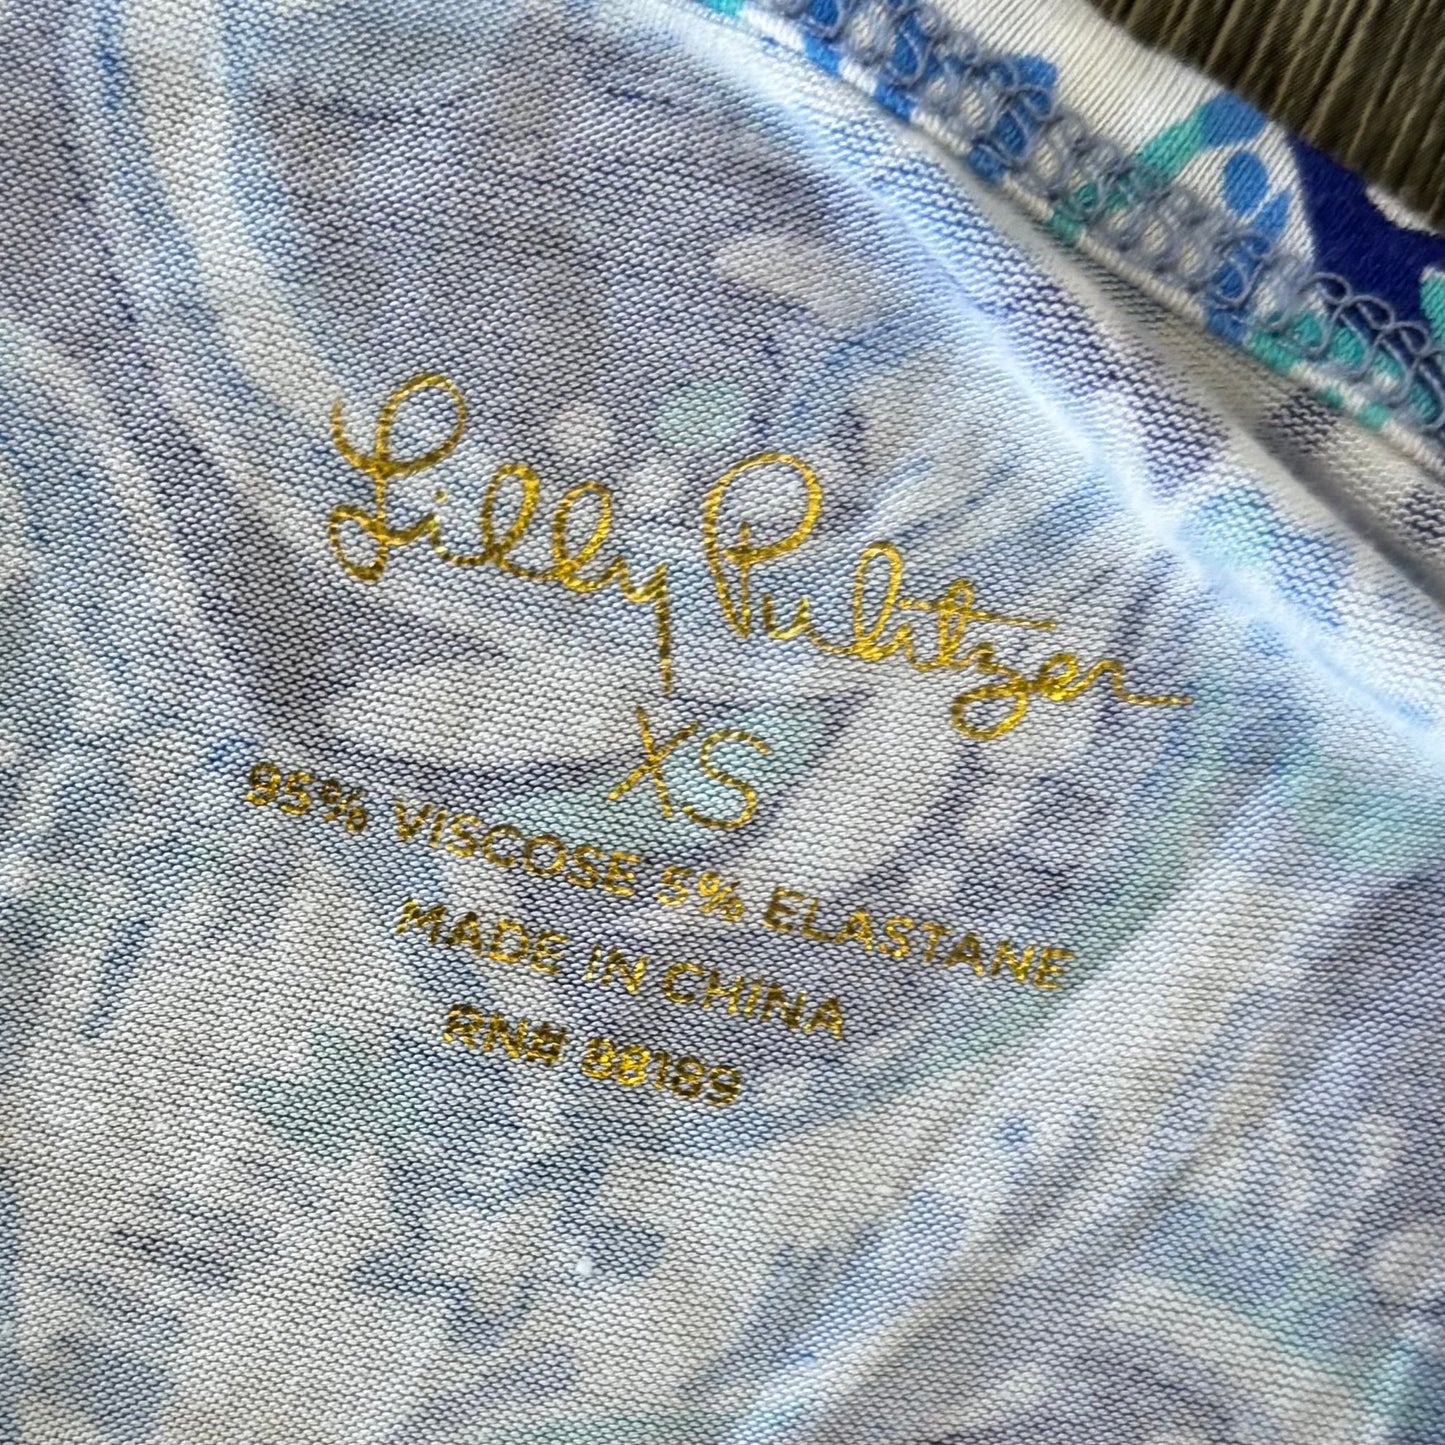 Lilly Pulitzer
XS
95% VISCOSE 5% ELASTANE
MADE IN CHINA
RN# 88189